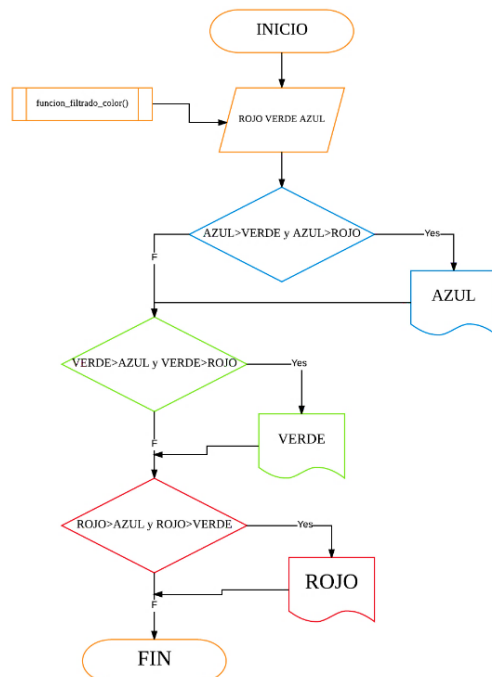 INICIO
funcion_filtrado_color()
ROJO VERDE AZUL
AZUL>VERDE y AZUL>ROJO
Yes
F
AZUL
VERDE>AZUL y VERDE>ROJO
Yes
F
VERDE
ROJO>AZUL y ROJO>VERDE
Yes
F
ROJO
FIN